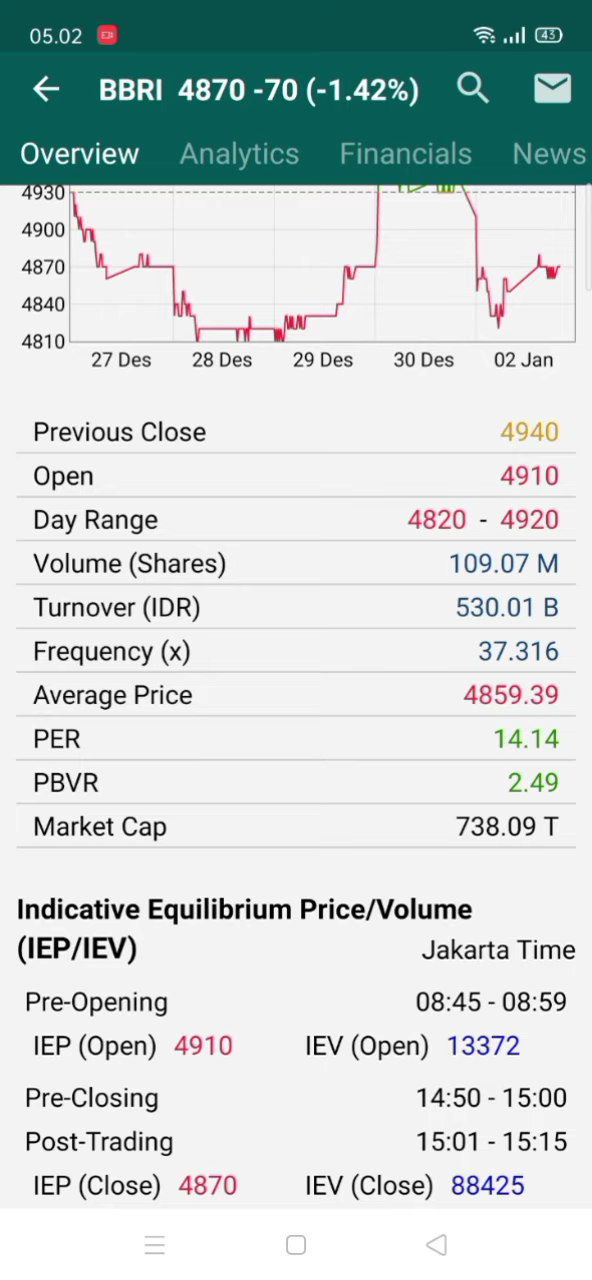 05.02
43
BBRI 4870 -70 (-1.42%)
Overview Analytics Financials News
4930
4900
4870
4840
4810
27 Des 28 Des 29 Des 30 Des 02 Jan
Previous Close 4940
Open 4910
Day Range 4820 - 4920
Volume (Shares) 109.07 M
Turnover (IDR) 530.01 B
Frequency (x) 37.316
Average Price 4859.39
PER 14.14
PBVR 2.49
Market Cap 738.09 T
Indicative Equilibrium Price/Volume
(IEP/IEV) Jakarta Time
Pre-Opening 08:45 - 08:59
IEP (Open) 4910 IEV (Open) 13372
Pre-Closing 14:50 - 15:00
Post-Trading 15:01 - 15:15
IEP (Close) 4870 IEV (Close) 88425